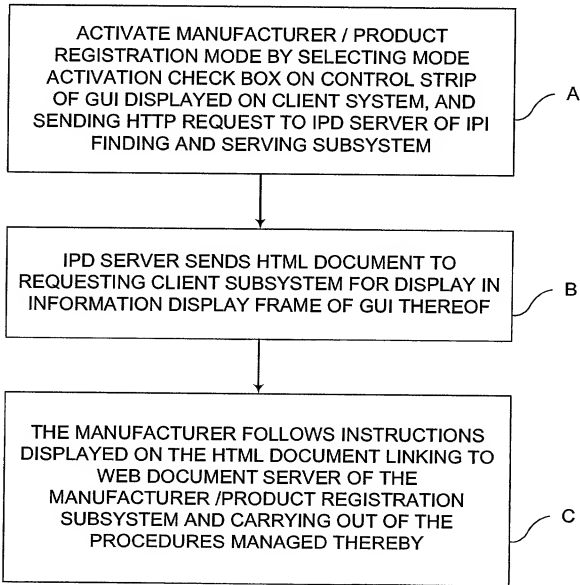 ACTIVATE MANUFACTURER / PRODUCT
REGISTRATION MODE BY SELECTING MODE
ACTIVATION CHECK BOX ON CONTROL STRIP
OF GUI DISPLAYED ON CLIENT SYSTEM, AND
SENDING HTTP REQUEST TO IPD SERVER OF IPI
FINDING AND SERVING SUBSYSTEM
A
IPD SERVER SENDS HTML DOCUMENT TO
REQUESTING CLIENT SUBSYSTEM FOR DISPLAY IN
INFORMATION DISPLAY FRAME OF GUI THEREOF
B
THE MANUFACTURER FOLLOWS INSTRUCTIONS
DISPLAYED ON THE HTML DOCUMENT LINKING TO
WEB DOCUMENT SERVER OF THE
MANUFACTURER /PRODUCT REGISTRATION
SUBSYSTEM AND CARRYING OUT OF THE
PROCEDURES MANAGED THEREBY
C